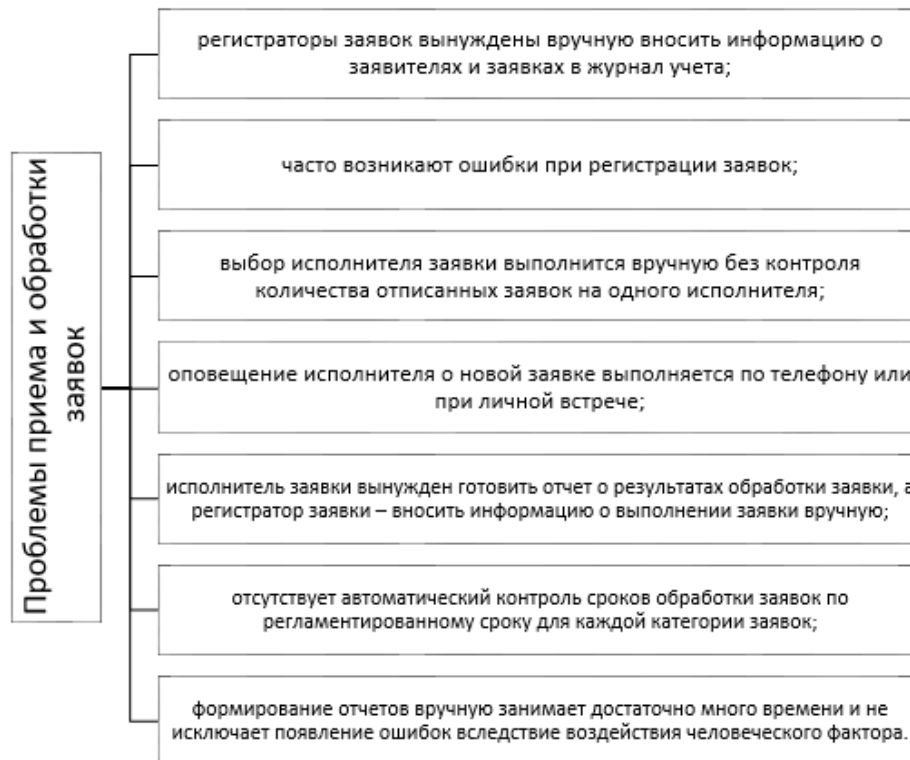 Проблемы приема и обработки
заявок
регистраторы заявок вынуждены вручную вносить информацию о
заявителях и заявках в журнал учета;
часто возникают ошибки при регистрации заявок;
выбор исполнителя заявки выполнится вручную без контроля
количества отписанных заявок на одного исполнителя;
оповещение исполнителя о новой заявке выполняется по телефону или
при личной встрече;
исполнитель заявки вынужден готовить отчет о результатах обработки заявки, а
регистратор заявки – вносить информацию о выполнении заявки вручную;
отсутствует автоматический контроль сроков обработки заявок по
регламентированному сроку для каждой категории заявок;
формирование отчетов вручную занимает достаточно много времени и не
исключает появление ошибок вследствие воздействия человеческого фактора.